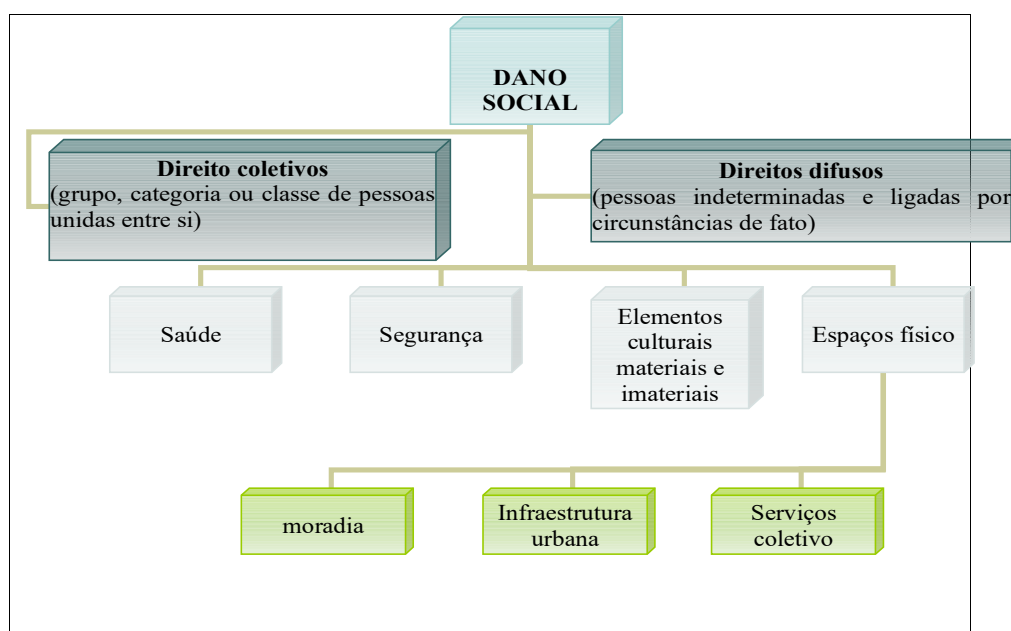 DANO
SOCIAL
Direito coletivos
(grupo, categoria ou classe de pessoas
unidas entre si)
Direitos difusos
(pessoas indeterminadas e ligadas por
circunstâncias de fato)
Saúde
Segurança
Elementos
culturais
materiais e
imateriais
Espaços físico
moradia
Infraestrutura
urbana
Serviços
coletivo